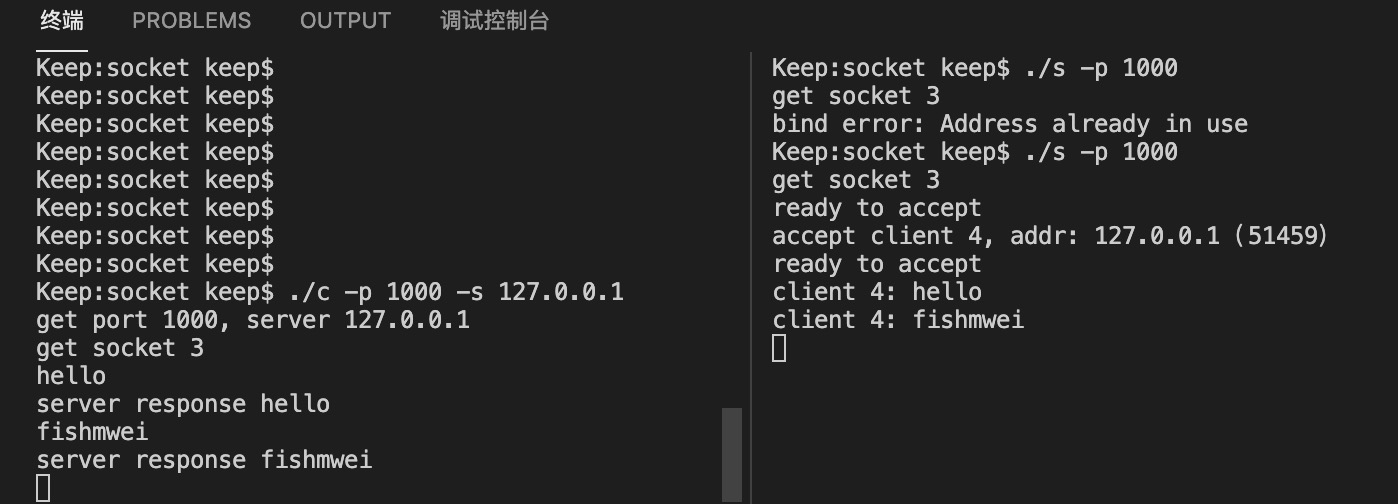 终端 PROBLEMS OUTPUT 调试控制台
Keep:socket keep$
Keep:socket keep$
Keep:socket keep$
Keep:socket keep$
Keep:socket keep$
Keep:socket keep$
Keep:socket keep$
Keep:socket keep$
Keep:socket keep$ ./c -p 1000 -s 127.0.0.1
get port 1000, server 127.0.0.1
get socket 3
hello
server response hello
fishmwei
server response fishmwei
Keep:socket keep$ ./s -p 1000
get socket 3
bind error: Address already in use
Keep:socket keep$ ./s -p 1000
get socket 3
ready to accept
accept client 4, addr: 127.0.0.1 (51459)
ready to accept
client 4: hello
client 4: fishmwei